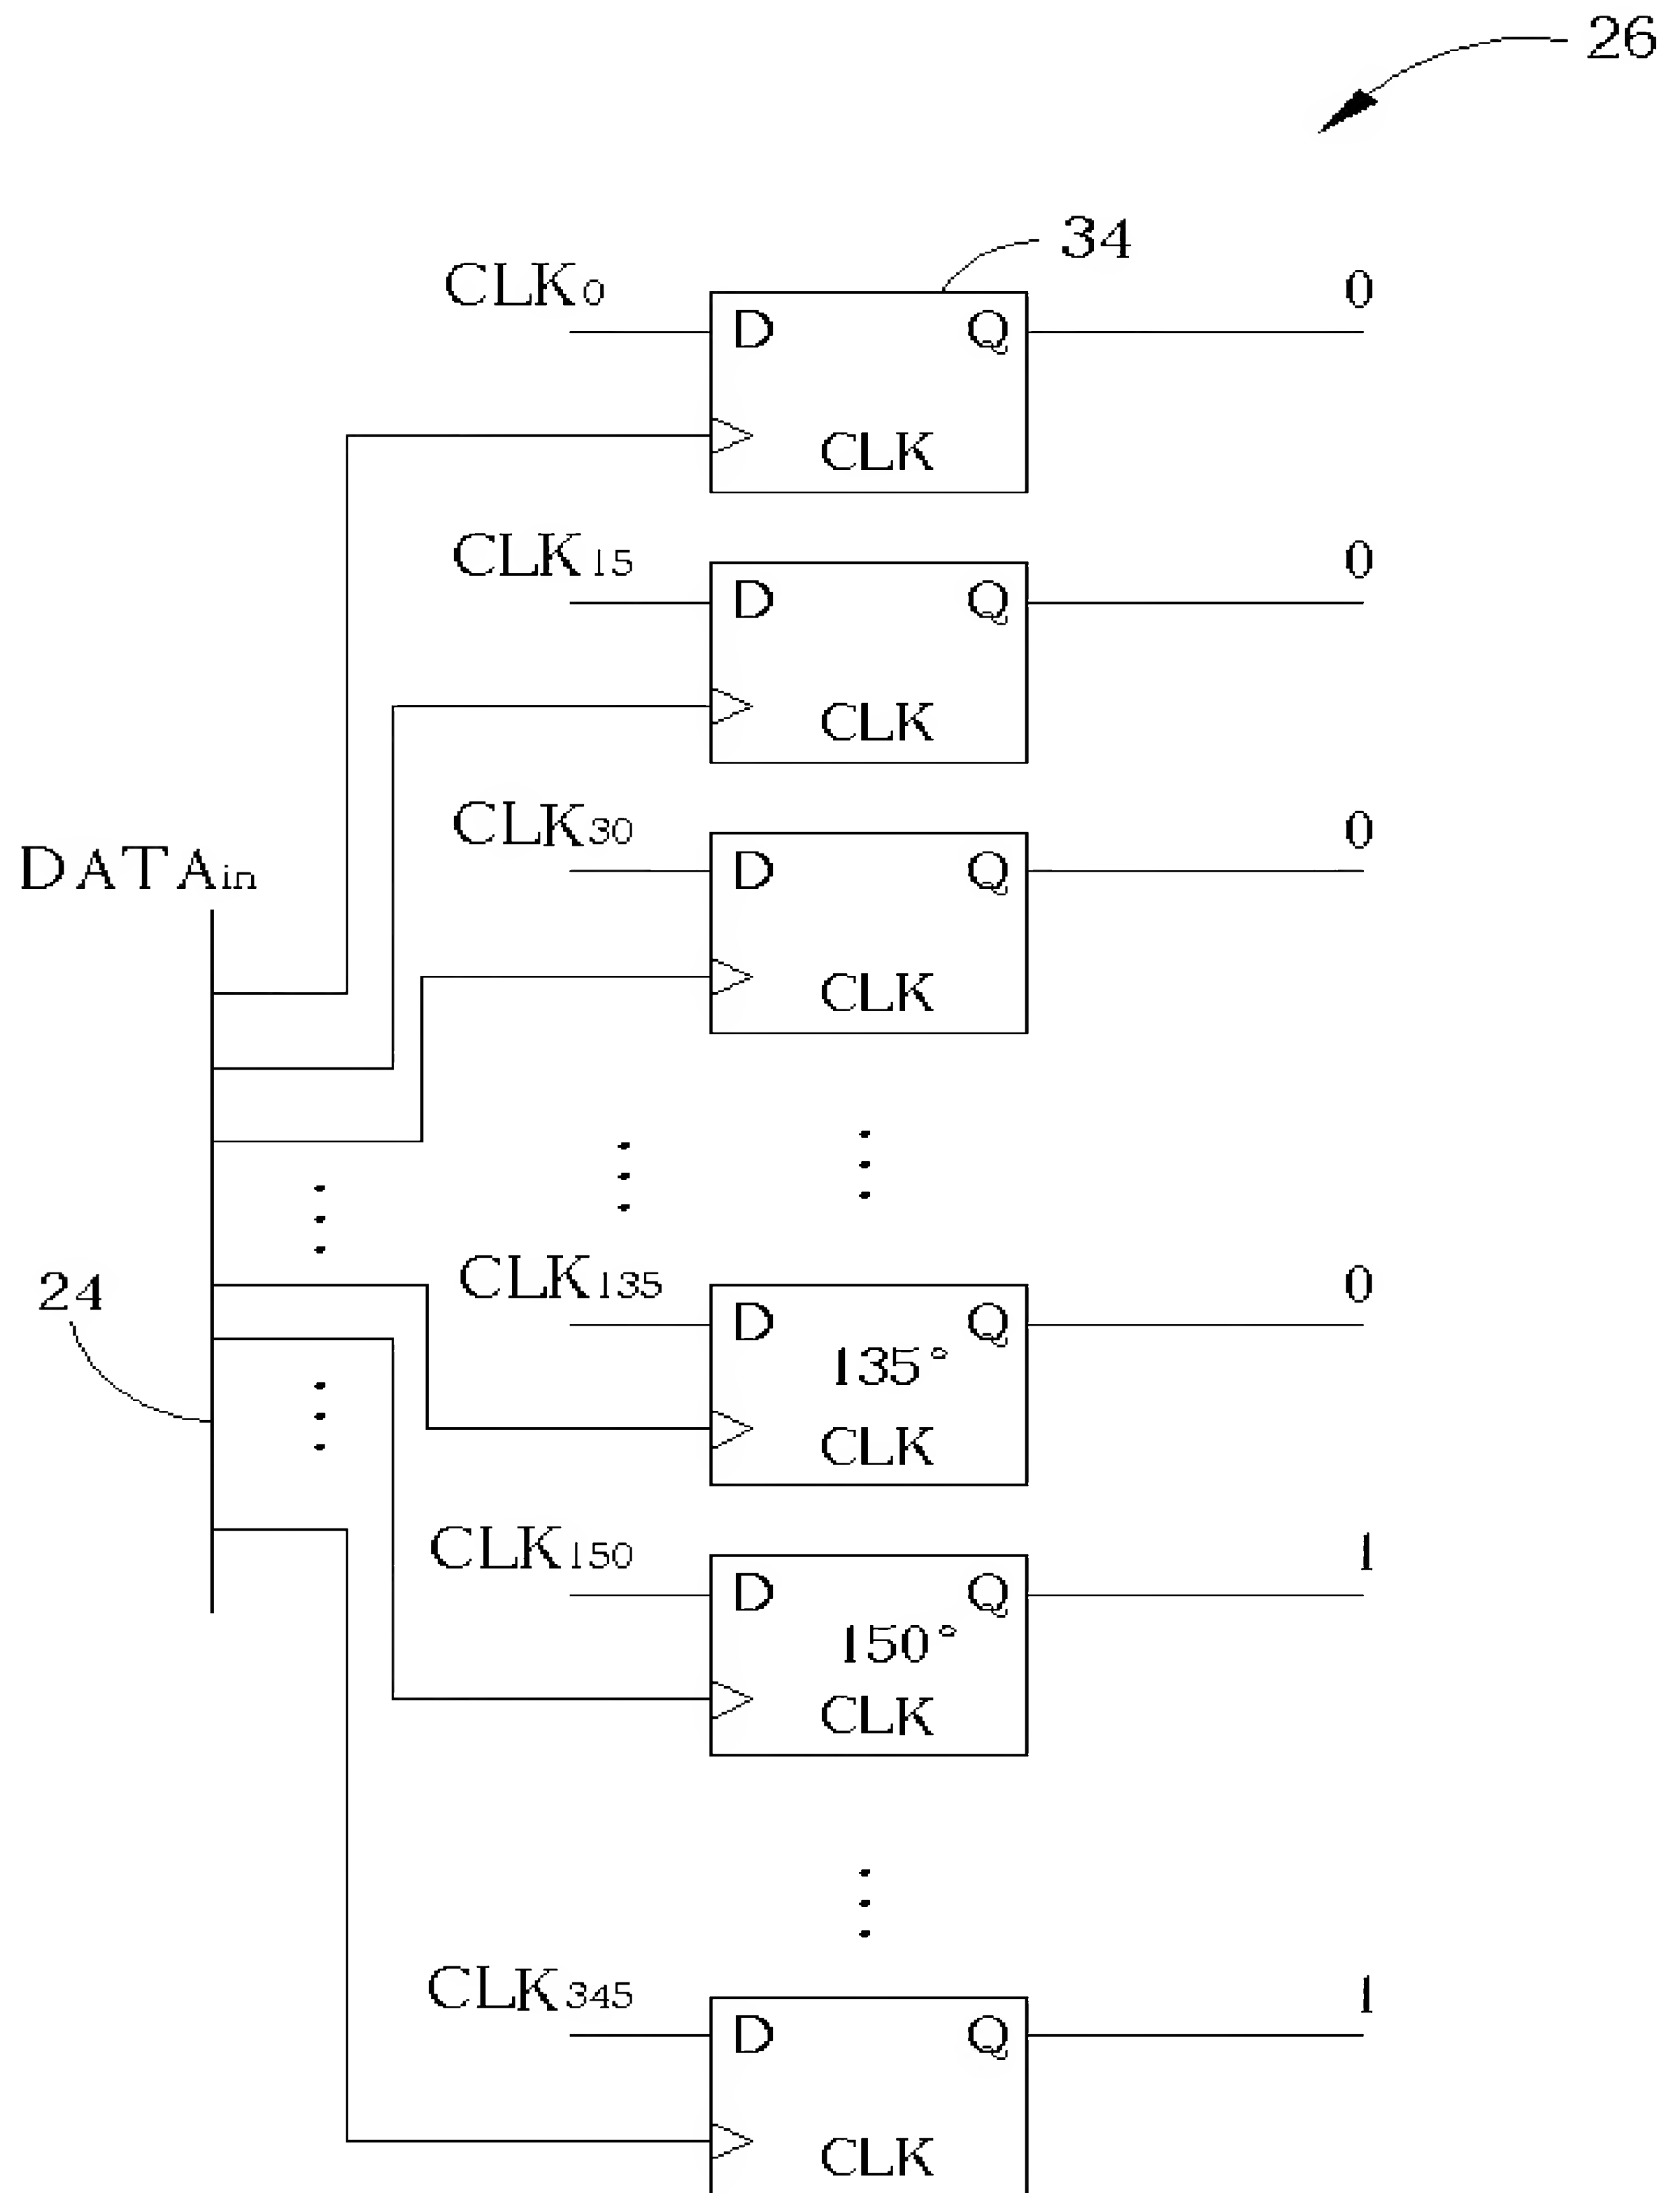 26
34
CLK0
0
D Q
CLK
CLK15
0
D Q
CLK
CLK30
0
DATAin
D Q
CLK
CLK135
0
24
D Q
135°
CLK
CLK150
1
D Q
150°
CLK
CLK345
1
D Q
CLK